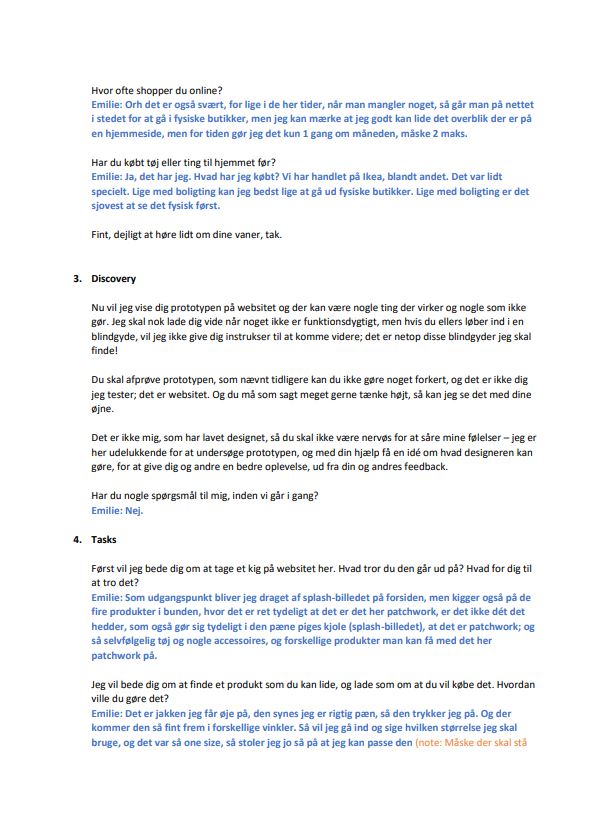 Hvor ofte shopper du online?
Emilie: Orh det er også svært, for lige i de her tider, når man mangler noget, så går man på nettet
i stedet for at gå i fysiske butikker, men jeg kan mærke at jeg godt kan lide det overblik der er på
en hjemmeside, men for tiden gør jeg det kun 1 gang om måneden, måske 2 maks.
Har du købt tøj eller ting til hjemmet før?
Emilie: Ja, det har jeg. Hvad har jeg købt? Vi har handlet på Ikea, blandt andet. Det var lidt
specielt. Lige med boligting kan jeg bedst lige at gå ud fysiske butikker. Lige med boligting er det
sjovest at se det fysisk først.
Fint, dejligt at høre lidt om dine vaner, tak.
3. Discovery
Nu vil jeg vise dig prototypen på websitet og der kan være nogle ting der virker og nogle som ikke
gør. Jeg skal nok lade dig vide når noget ikke er funktionsdygtigt, men hvis du ellers løber ind i en
blindgyde, vil jeg ikke give dig instrukser til at komme videre; det er netop disse blindgyder jeg skal
finde!
Du skal afprøve prototypen, som nævnt tidligere kan du ikke gøre noget forkert, og det er ikke dig
jeg tester; det er websitet. Og du må som sagt meget gerne tænke højt, så kan jeg se det med dine
øjne.
Det er ikke mig, som har lavet designet, så du skal ikke være nervøs for at såre mine følelser – jeg er
her udelukkende for at undersøge prototypen, og med din hjælp få en idé om hvad designeren kan
gøre, for at give dig og andre en bedre oplevelse, ud fra din og andres feedback.
Har du nogle spørgsmål til mig, inden vi går i gang?
Emilie: Nej.
4. Tasks
Først vil jeg bede dig om at tage et kig på websitet her. Hvad tror du den går ud på? Hvad for dig til
at tro det?
Emilie: Som udgangspunkt bliver jeg draget af splash-billedet på forsiden, men kigger også på de
fire produkter i bunden, hvor det er ret tydeligt at det er det her patchwork, er det ikke dét det
hedder, som også gør sig tydeligt i den pæne piges kjole (splash-billedet), at det er patchwork; og
så selvfølgelig tøj og nogle accessoires, og forskellige produkter man kan få med det her
patchwork på.
Jeg vil bede dig om at finde et produkt som du kan lide, og lade som om at du vil købe det. Hvordan
ville du gøre det?
Emilie: Det er jakken jeg får øje på, den synes jeg er rigtig pæn, så den trykker jeg på. Og der
kommer den så fint frem i forskellige vinkler. Så vil jeg gå ind og sige hvilken størrelse jeg skal
bruge, og det var så one size, så stoler jeg jo så på at jeg kan passe den (note: Måske der skal stå